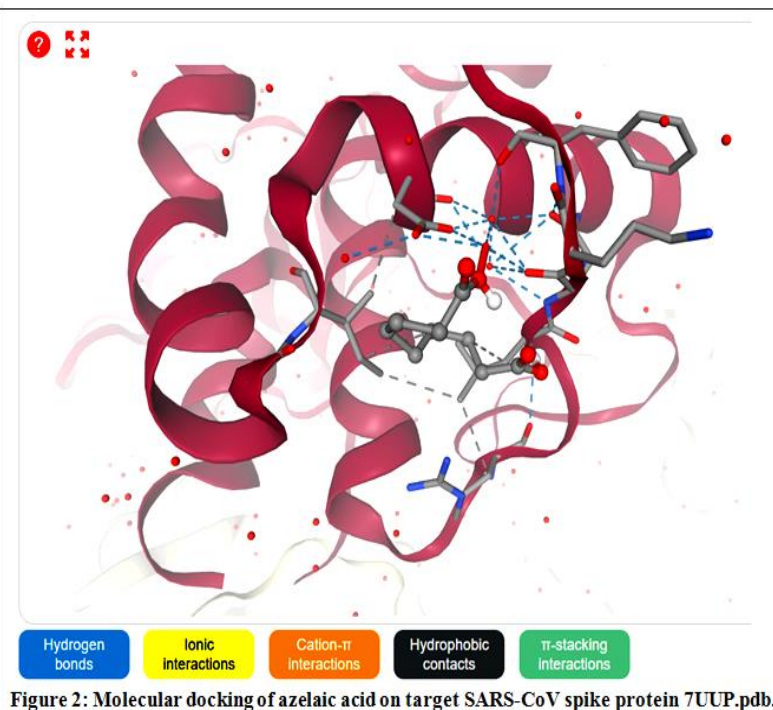 ?
Hydrogen bonds
Ionic interactions
Cation-π interactions
Hydrophobic contacts
π-stacking interactions
Figure 2: Molecular docking of azelaic acid on target SARS-CoV spike protein 7UUP.pdb.